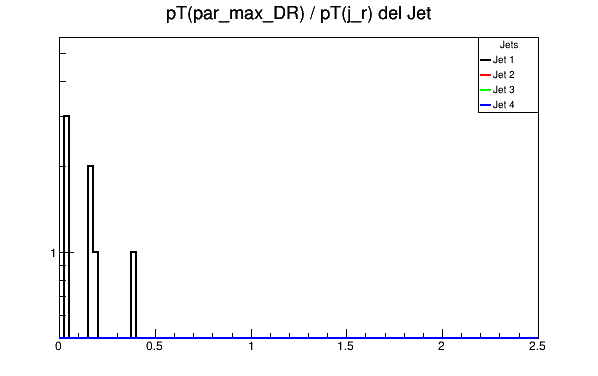 pT(par_max_DR) / pT(j_r) del Jet
Jets
Jet 1
Jet 2
Jet 3
Jet 4
1
0 0.5 1 1.5 2 2.5